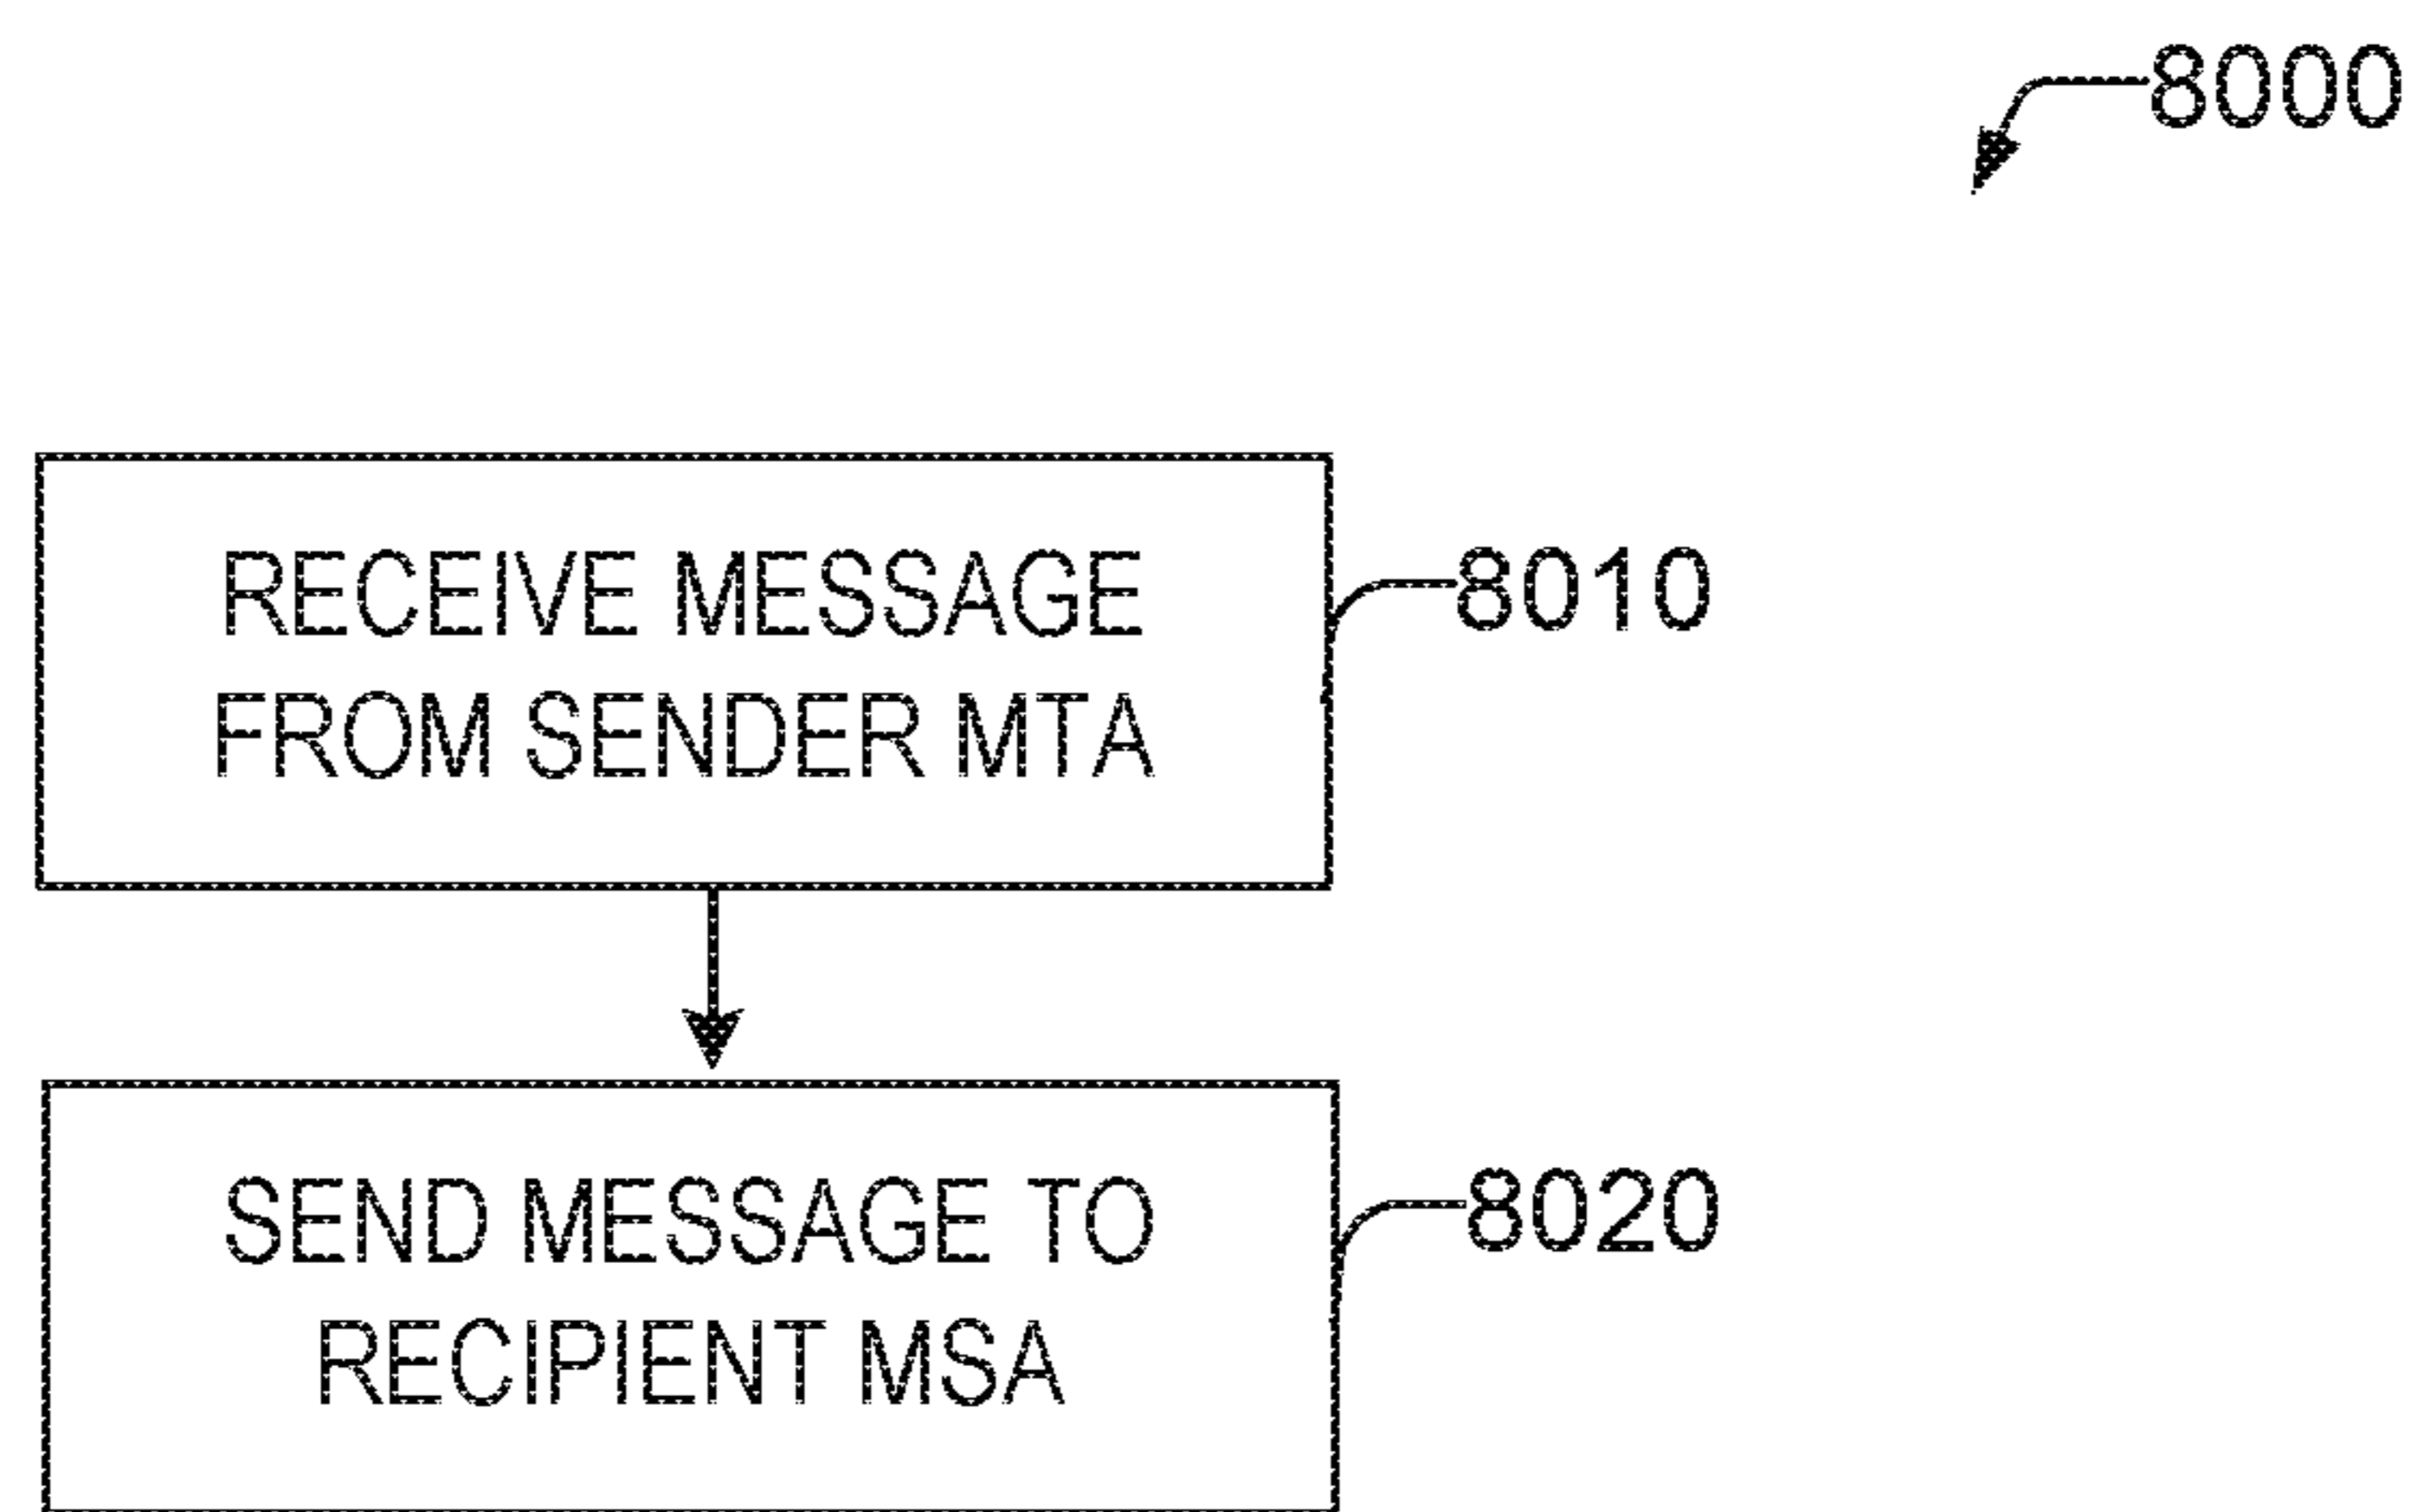 8000
RECEIVE MESSAGE
FROM SENDER MTA
8010
SEND MESSAGE TO
RECIPIENT MSA
8020